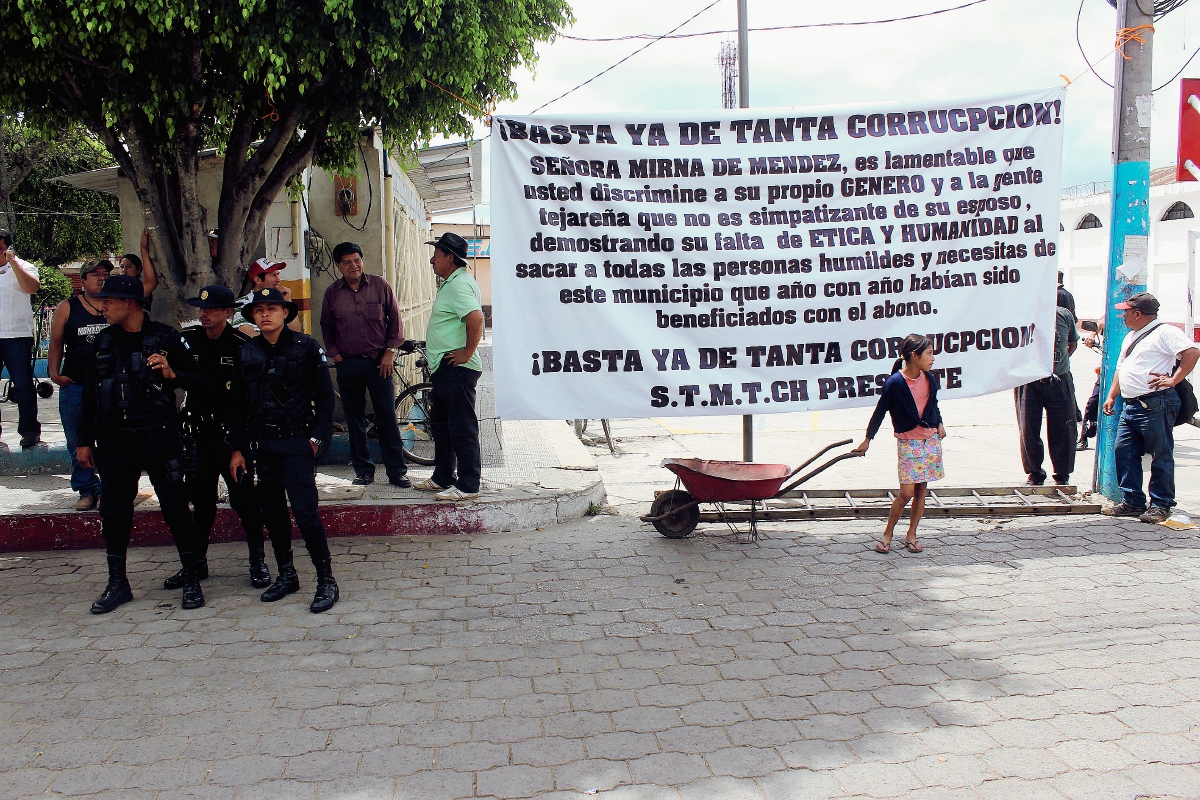 ¡BASTA YA DE TANTA CORRUCPCION!
SEÑORA MIRNA DE MENDEZ, es lamentable que
usted discrimine a su propio GENERO y a la gente
tejareña que no es simpatizante de su esposo,
demostrando su falta de ETICA Y HUMANIDAD al
sacar a todas las personas humildes y necesitas de
este municipio que año con año habían sido
beneficiados con el abono.
¡BASTA YA DE TANTA CORRUCPCION!
S.T.M.T.CH PRESENTE